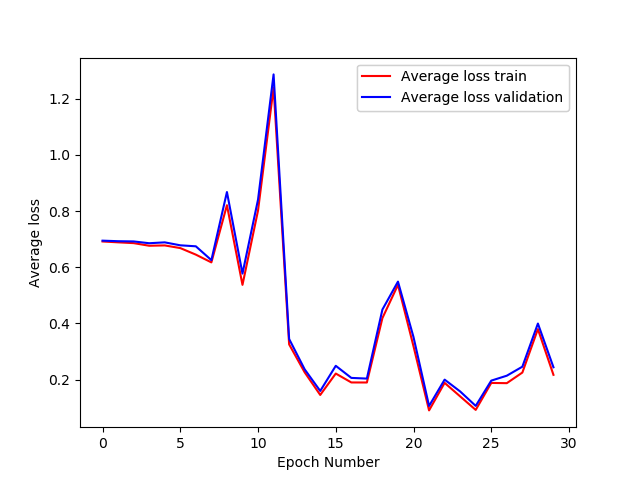 Average loss train
Average loss validation
Average loss
1.2
1.0
0.8
0.6
0.4
0.2
0 5 10 15 20 25 30
Epoch Number